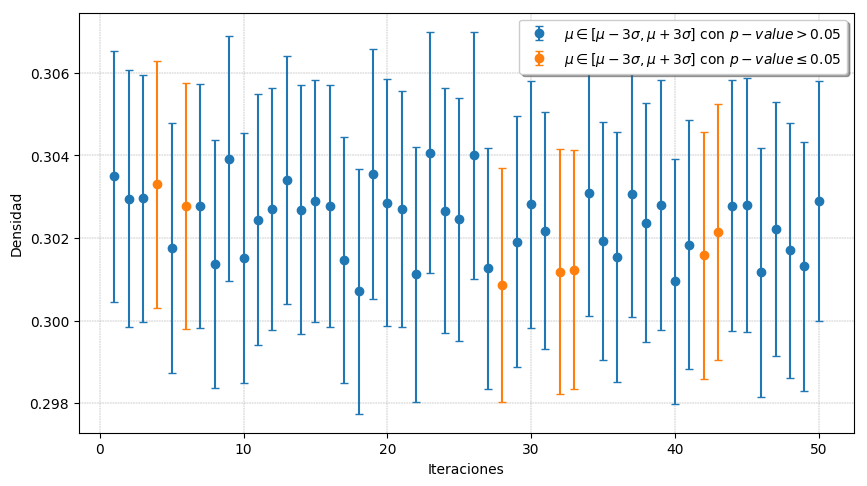 μ ∈ [μ − 3σ, μ + 3σ] con p − value > 0.05
μ ∈ [μ − 3σ, μ + 3σ] con p − value ≤ 0.05
0.306
0.304
0.302
0.300
0.298
Densidad
0 10 20 30 40 50
Iteraciones